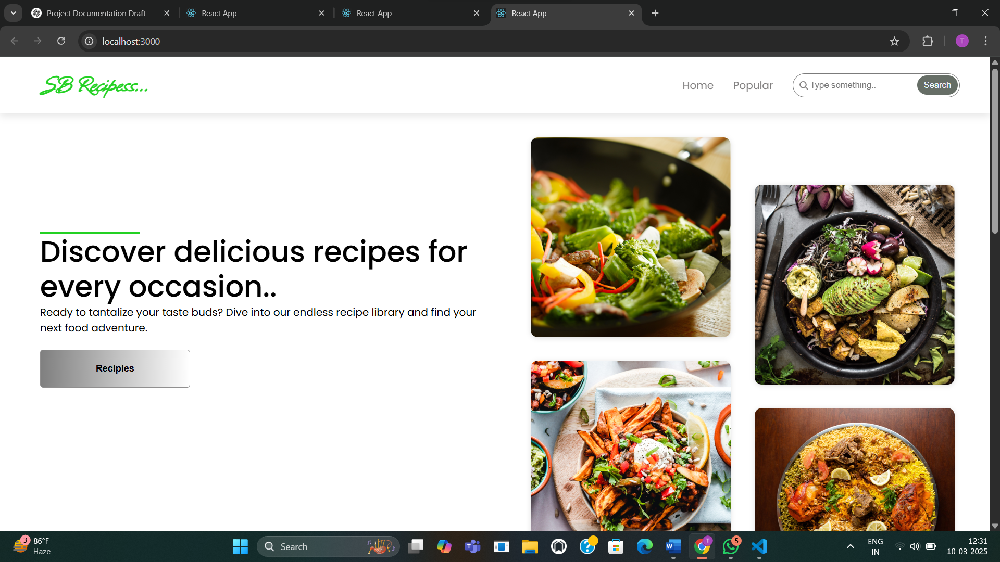 Project Documentation Draft
React App
React App
React App
localhost:3000
T
SB Recipess...
Home
Popular
Type something..
Search
Discover delicious recipes for
every occasion..
Ready to tantalize your taste buds? Dive into our endless recipe library and find your
next food adventure.
Recipies
3
86°F
Haze
Search
T
W
T
5
ENG
IN
12:31
10-03-2025